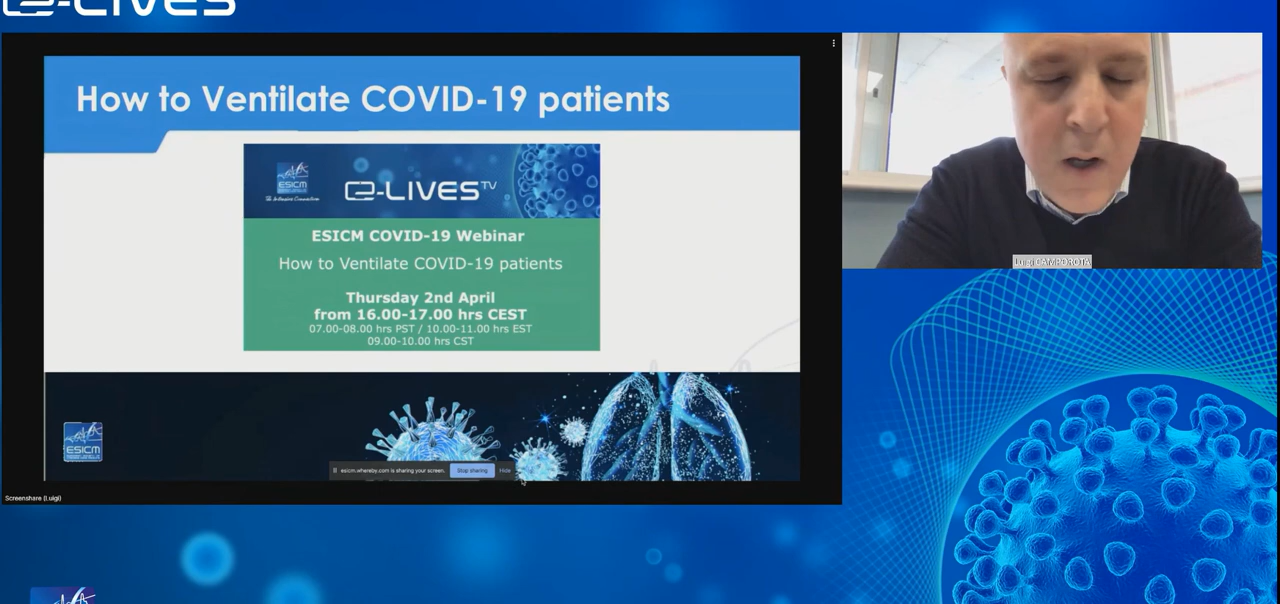 e-LIVES
How to Ventilate COVID-19 patients
ESICM
e-LIVES TV
ESICM COVID-19 Webinar
How to Ventilate COVID-19 patients
Thursday 2nd April
from 16.00-17.00 hrs CEST
07.00-08.00 hrs PST / 10.00-11.00 hrs EST
09.00-10.00 hrs CST
Luigi CAMPOROTA
ESICM
esicm.whereby.com is sharing your screen.
Stop sharing
Hide
Screenshare (Luigi)